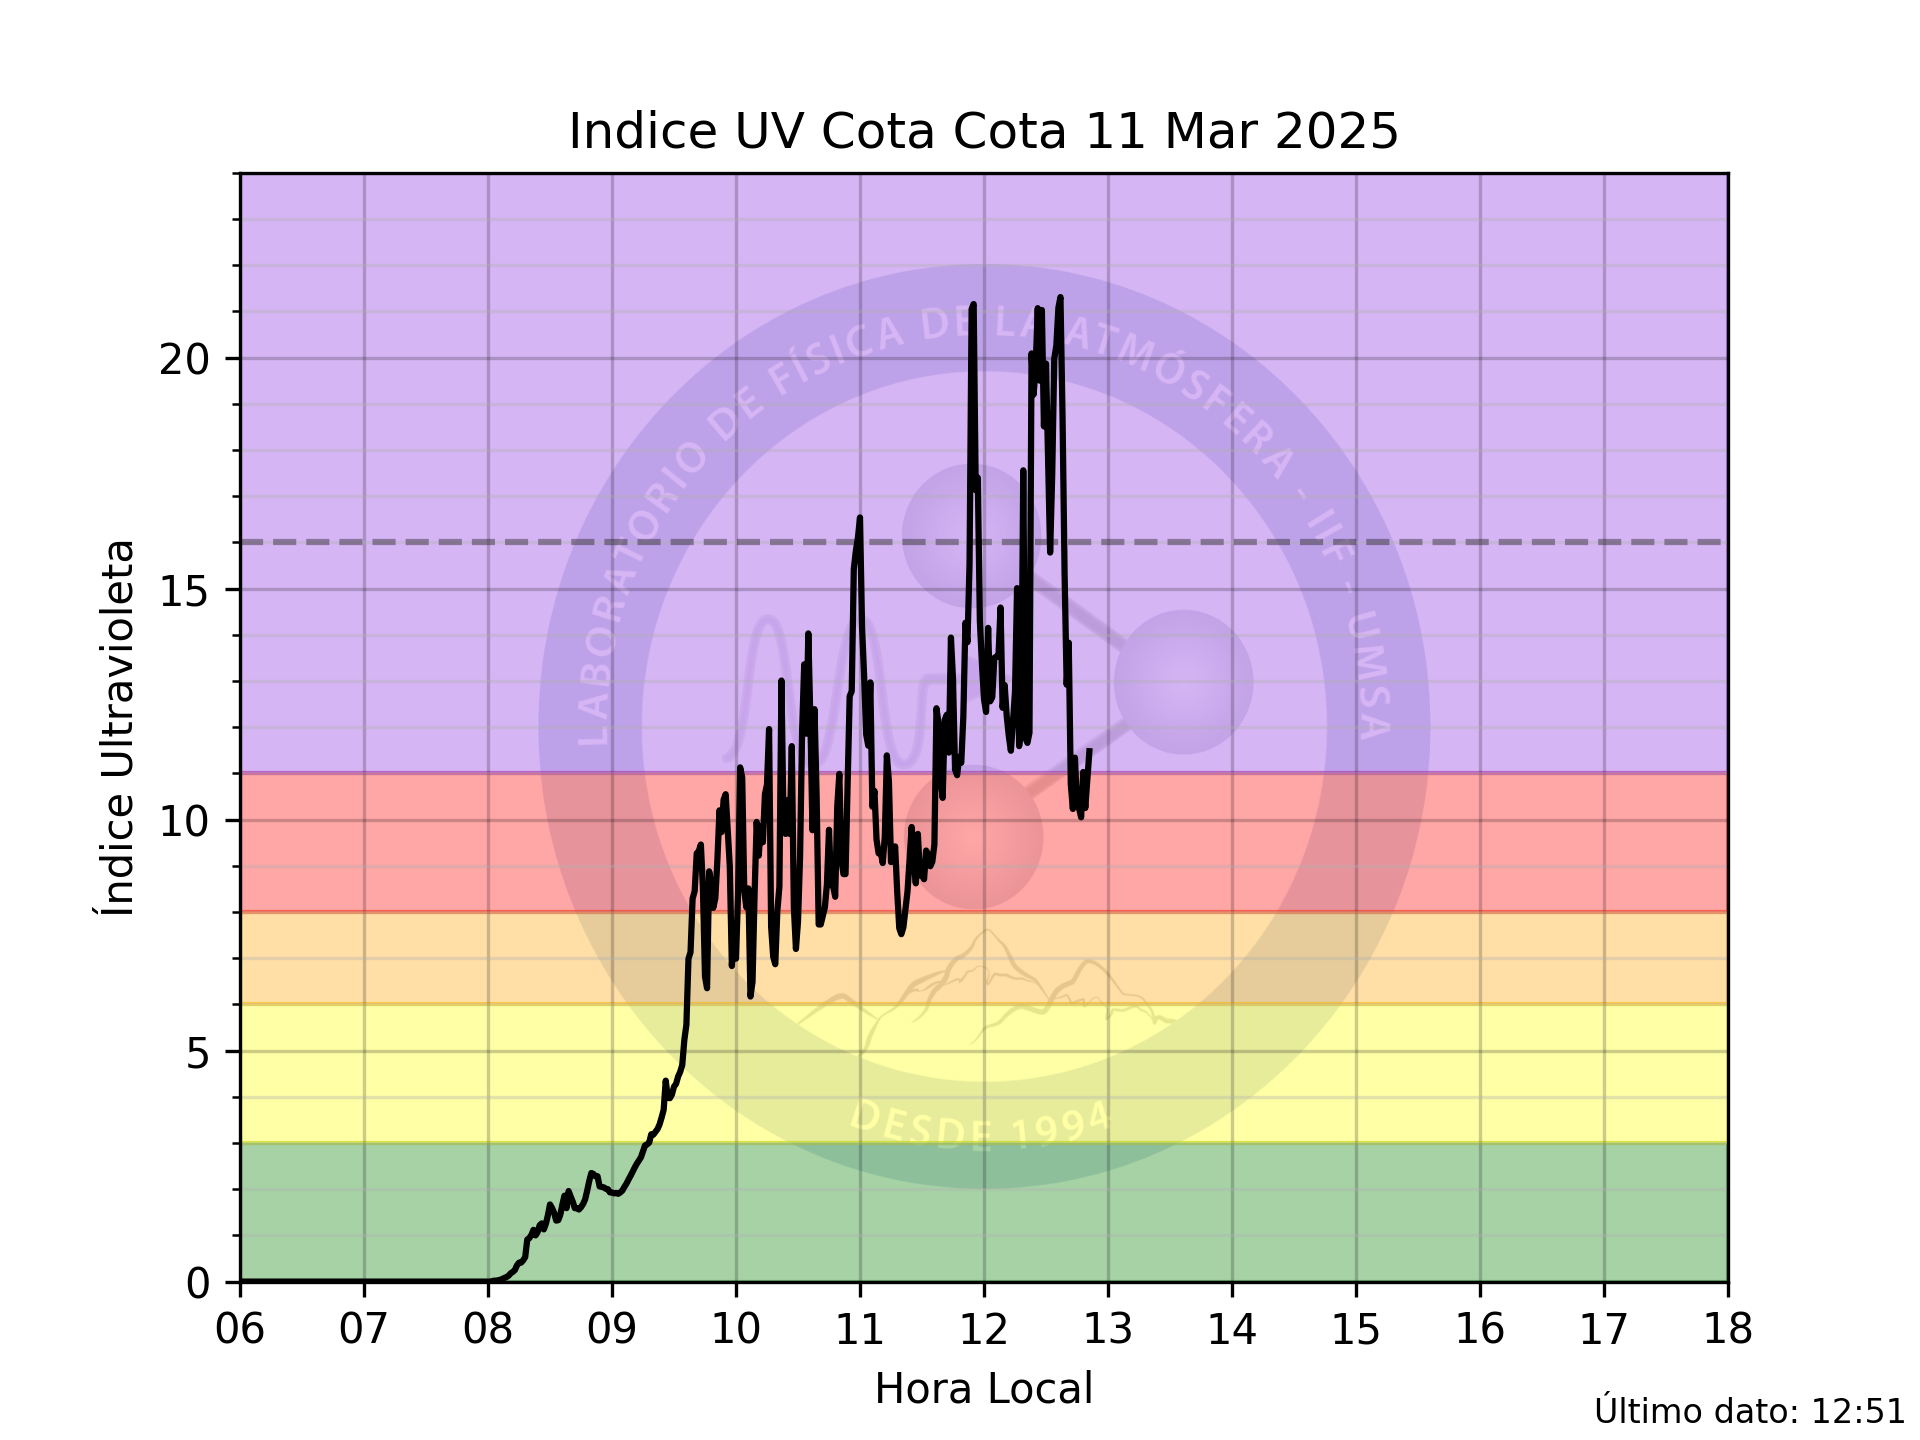 Indice UV Cota Cota 11 Mar 2025
Índice Ultravioleta
20
15
10
5
0
LABORATORIO DE FÍSICA DE LA ATMÓSFERA - IIF - UMSA
DESDE 1994
06 07 08 09 10 11 12 13 14 15 16 17 18
Hora Local
Último dato: 12:51